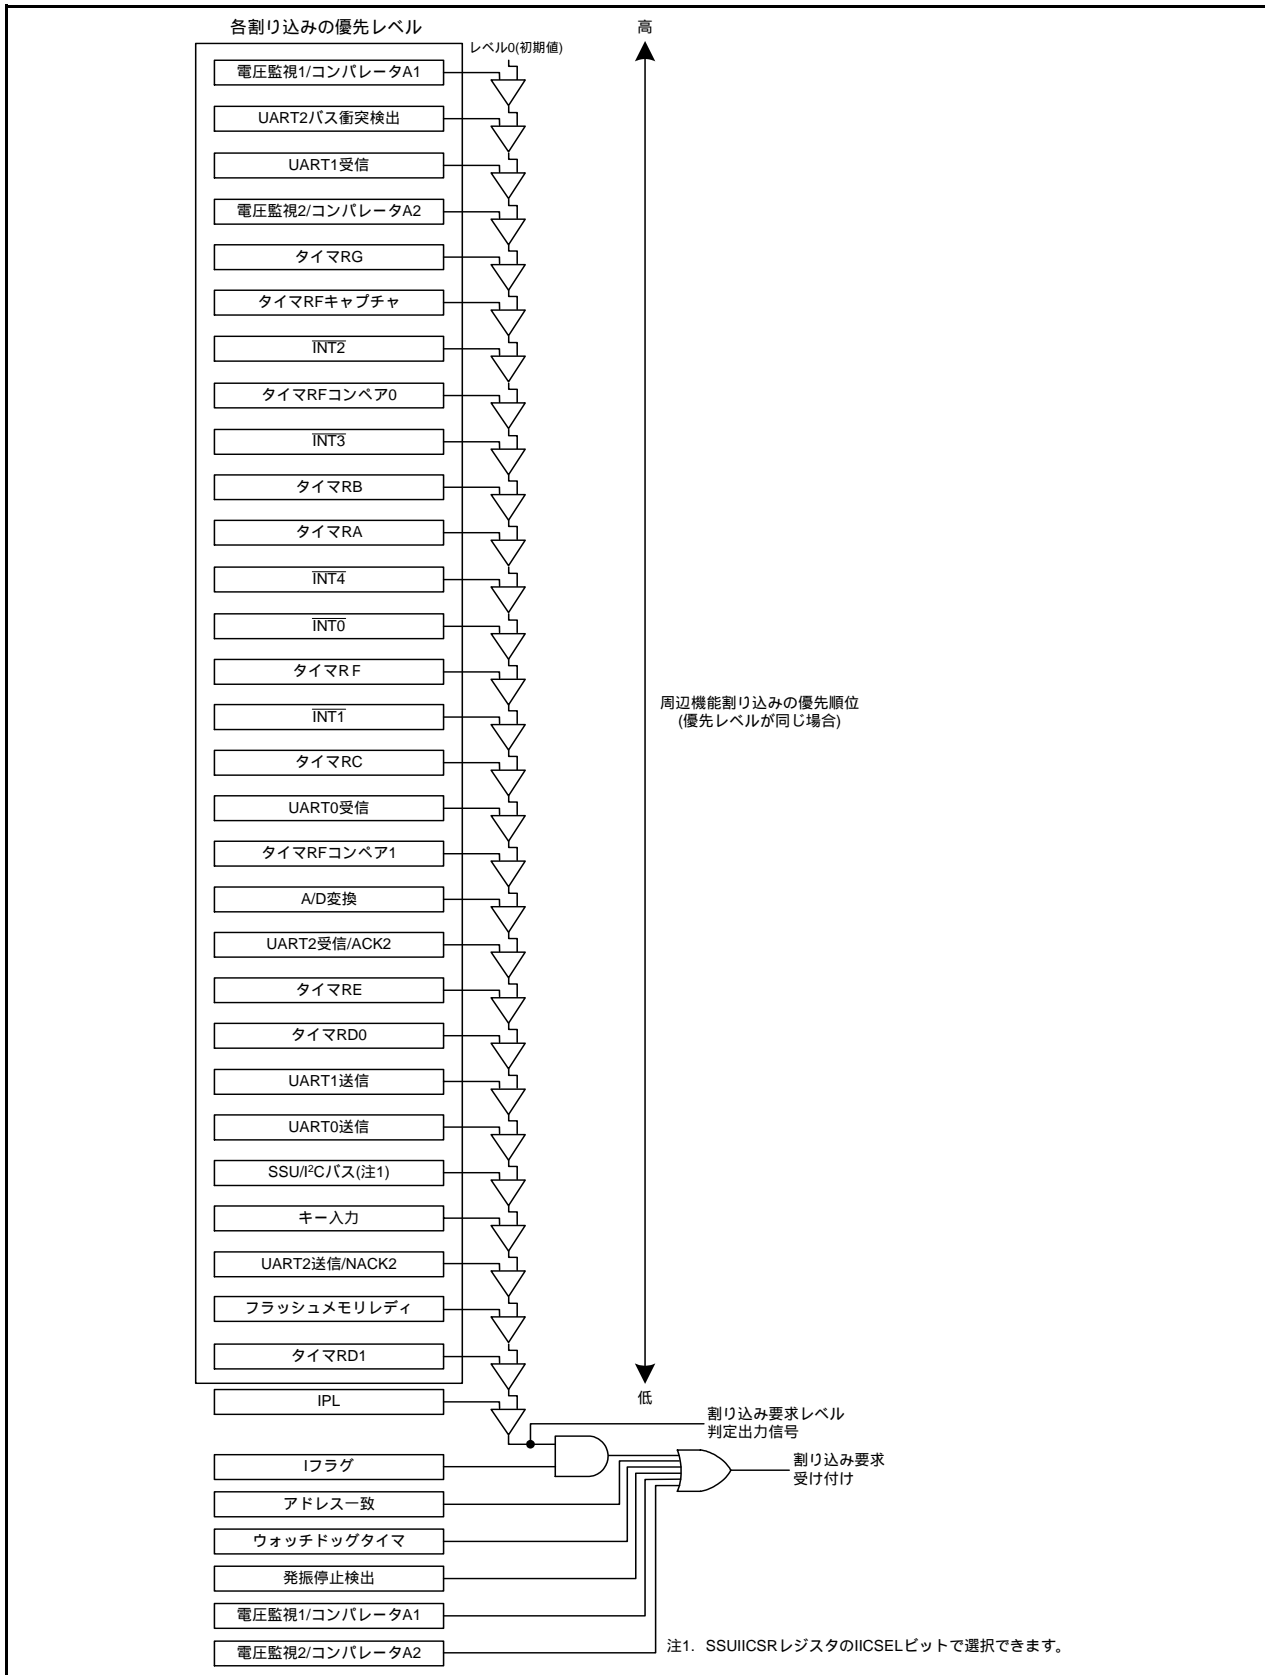 各割り込みの優先レベル
高
レベル0(初期値)
電圧監視1/コンパレータA1
UART2バス衝突検出
UART1受信
電圧監視2/コンパレータA2
タイマRG
タイマRFキャプチャ
INT2
タイマRFコンペア0
INT3
タイマRB
タイマRA
INT4
INT0
タイマRF
INT1
タイマRC
UART0受信
タイマRFコンペア1
A/D変換
UART2受信/ACK2
タイマRE
タイマRD0
UART1送信
UART0送信
SSU/I²Cバス(注1)
キー入力
UART2送信/NACK2
フラッシュメモリレディ
タイマRD1
周辺機能割り込みの優先順位
(優先レベルが同じ場合)
低
IPL
割り込み要求レベル
判定出力信号
Iフラグ
割り込み要求
受け付け
アドレス一致
ウォッチドッグタイマ
発振停止検出
電圧監視1/コンパレータA1
電圧監視2/コンパレータA2
注1. SSUIICSRレジスタのIICSELビットで選択できます。